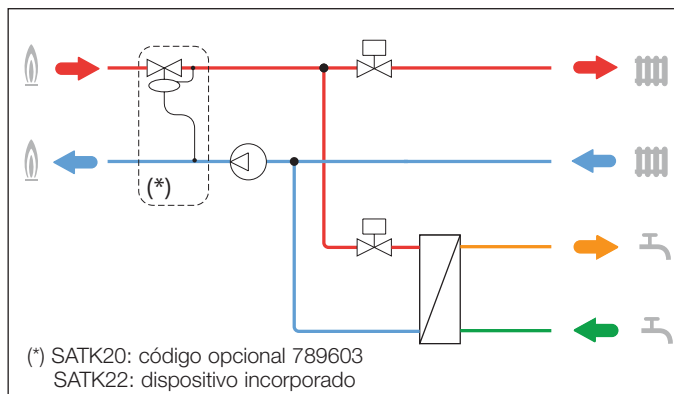 (*)
(*) SATK20: código opcional 789603
SATK22: dispositivo incorporado